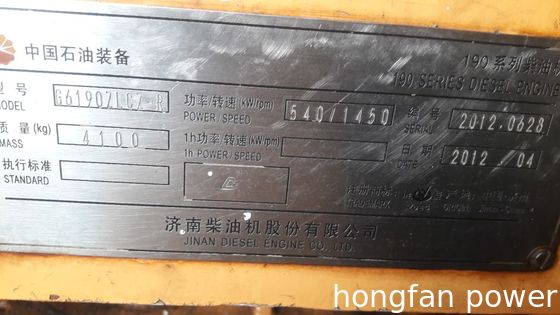 中国石油装备
190系列柴油机
190 SERIES DIESEL ENGINE
型号
MODEL
G6190ZLCZ-R
功率/转速 (kW/rpm)
POWER/SPEED
540/1450
编号
SERIAL
2012.0628
质量 (kg)
MASS
4100
1h功率/转速 (kW/rpm)
1h POWER/SPEED
日期
DATE
2012 . 04
执行标准
STANDARD
TRADEMARK
济南柴油机股份有限公司
JINAN DIESEL ENGINE CO., LTD.
hongfan power